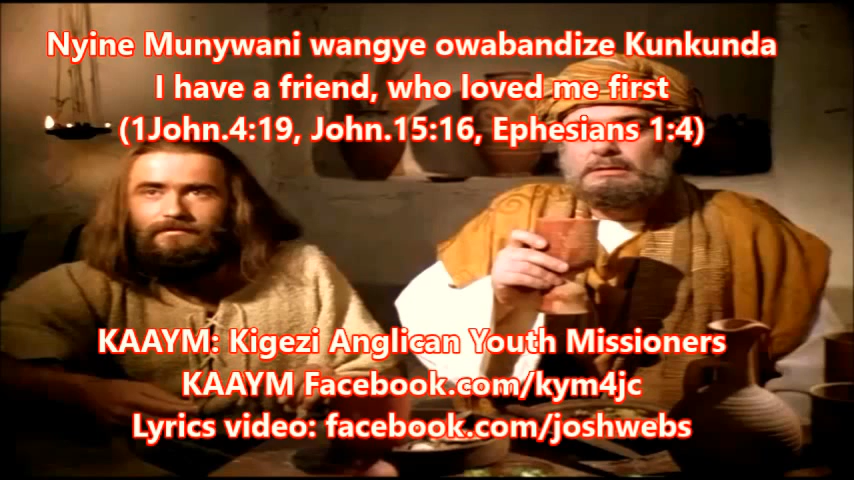 Nyine Munywani wangye owabandize Kunkunda
I have a friend, who loved me first
(1John.4:19, John.15:16, Ephesians 1:4)
KAAYM: Kigezi Anglican Youth Missioners
KAAYM Facebook.com/kym4jc
Lyrics video: facebook.com/joshwebs